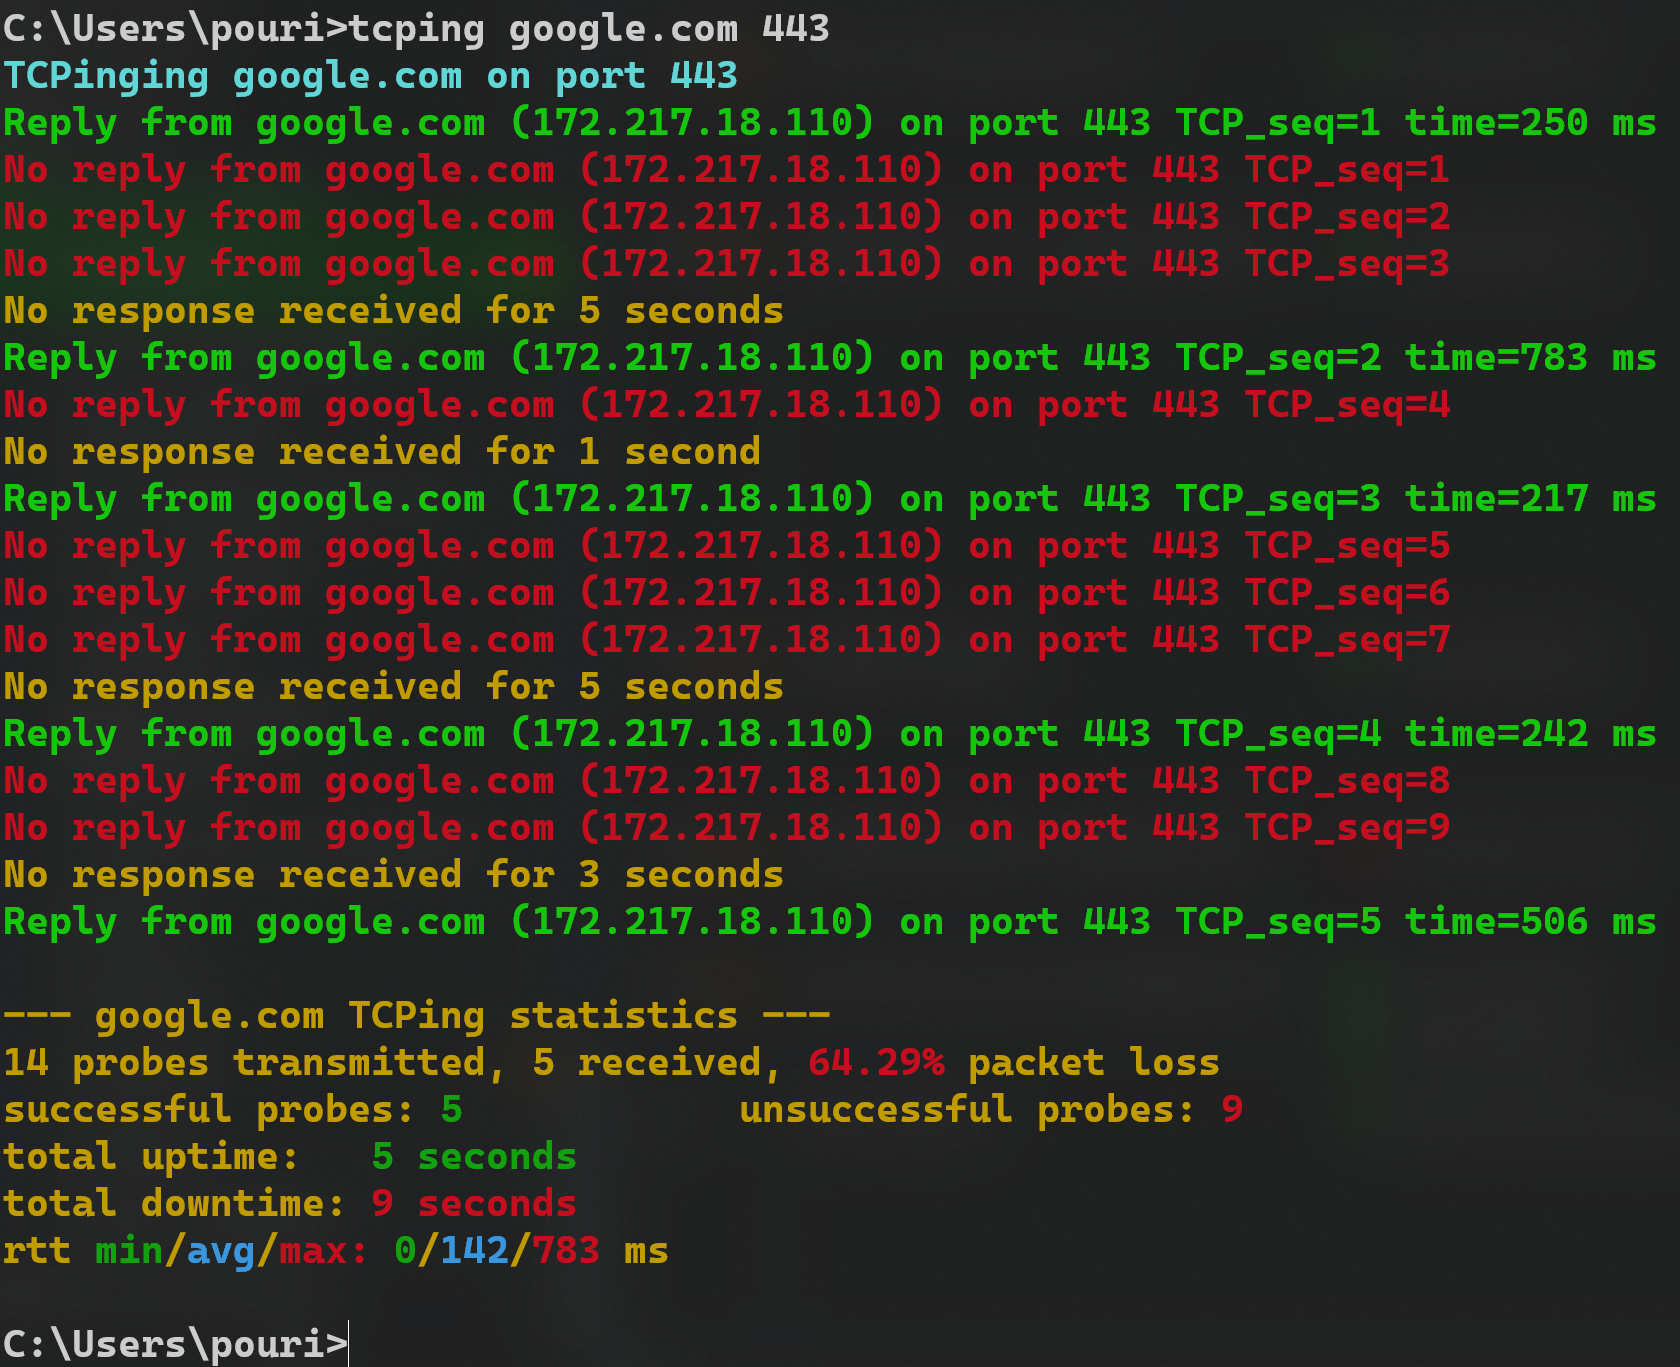 C:\Users\pouri>tcping google.com 443
TCPinging google.com on port 443
Reply from google.com (172.217.18.110) on port 443 TCP_seq=1 time=250 ms
No reply from google.com (172.217.18.110) on port 443 TCP_seq=1
No reply from google.com (172.217.18.110) on port 443 TCP_seq=2
No reply from google.com (172.217.18.110) on port 443 TCP_seq=3
No response received for 5 seconds
Reply from google.com (172.217.18.110) on port 443 TCP_seq=2 time=783 ms
No reply from google.com (172.217.18.110) on port 443 TCP_seq=4
No response received for 1 second
Reply from google.com (172.217.18.110) on port 443 TCP_seq=3 time=217 ms
No reply from google.com (172.217.18.110) on port 443 TCP_seq=5
No reply from google.com (172.217.18.110) on port 443 TCP_seq=6
No reply from google.com (172.217.18.110) on port 443 TCP_seq=7
No response received for 5 seconds
Reply from google.com (172.217.18.110) on port 443 TCP_seq=4 time=242 ms
No reply from google.com (172.217.18.110) on port 443 TCP_seq=8
No reply from google.com (172.217.18.110) on port 443 TCP_seq=9
No response received for 3 seconds
Reply from google.com (172.217.18.110) on port 443 TCP_seq=5 time=506 ms
--- google.com TCPing statistics ---
14 probes transmitted, 5 received, 64.29% packet loss
successful probes: 5 unsuccessful probes: 9
total uptime: 5 seconds
total downtime: 9 seconds
rtt min/avg/max: 0/142/783 ms
C:\Users\pouri>